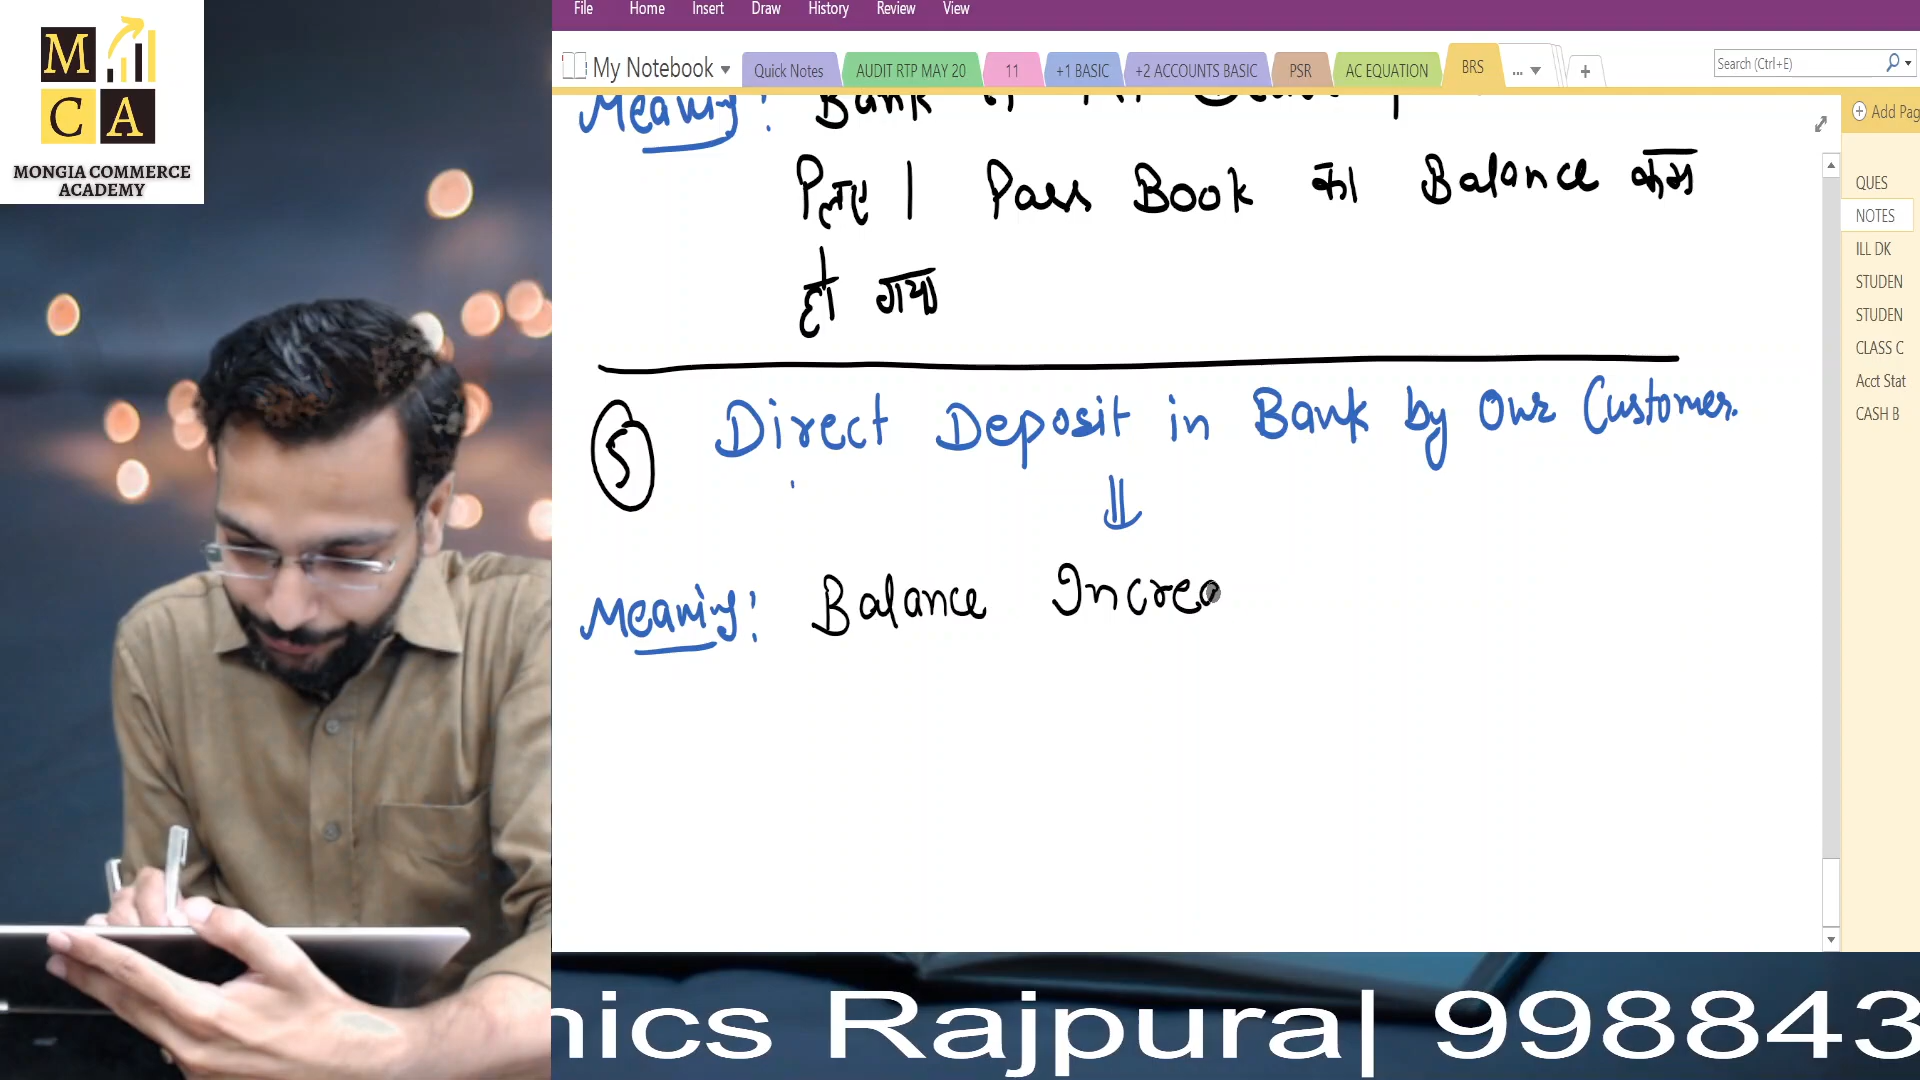 M
C A
MONGIA COMMERCE
ACADEMY
File Home Insert Draw History Review View
My Notebook Quick Notes AUDIT RTP MAY 20 11 +1 BASIC +2 ACCOUNTS BASIC PSR AC EQUATION BRS ... + Search (Ctrl+E)
Add Pag
QUES
NOTES
ILL DK
STUDEN
STUDEN
CLASS C
Acct Stat
CASH B
Meaning: Bank
लिए | Pass Book का Balance कम
हो गया
5 Direct Deposit in Bank by Our Customer.
Meaning: Balance Increa
nics Rajpura| 998843